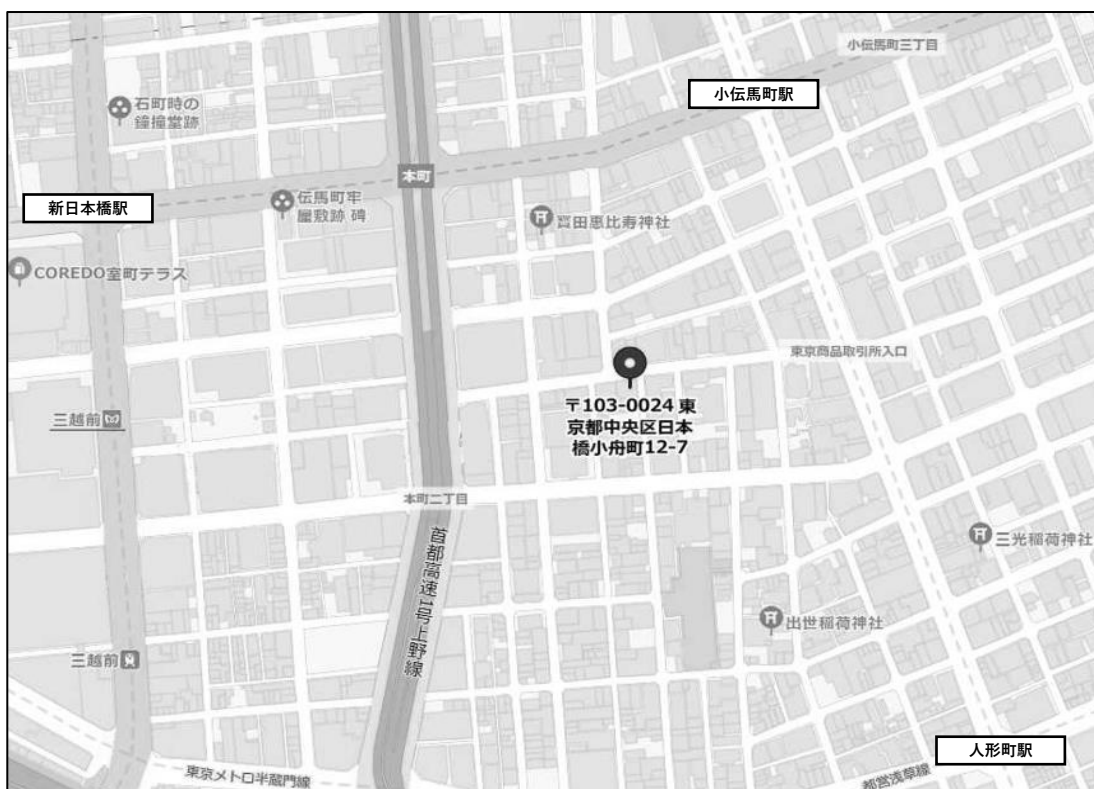 小伝馬町三丁目
小伝馬町駅
石町時の
鐘撞堂跡
本町
新日本橋駅
伝馬町牢
屋敷跡 碑
寳田恵比寿神社
COREDO室町テラス
東京商品取引所入口
〒103-0024 東
京都中央区日本
橋小舟町12-7
三越前
本町二丁目
首都高速1号上野線
三光稲荷神社
出世稲荷神社
三越前
人形町駅
東京メトロ半蔵門線
都営浅草線